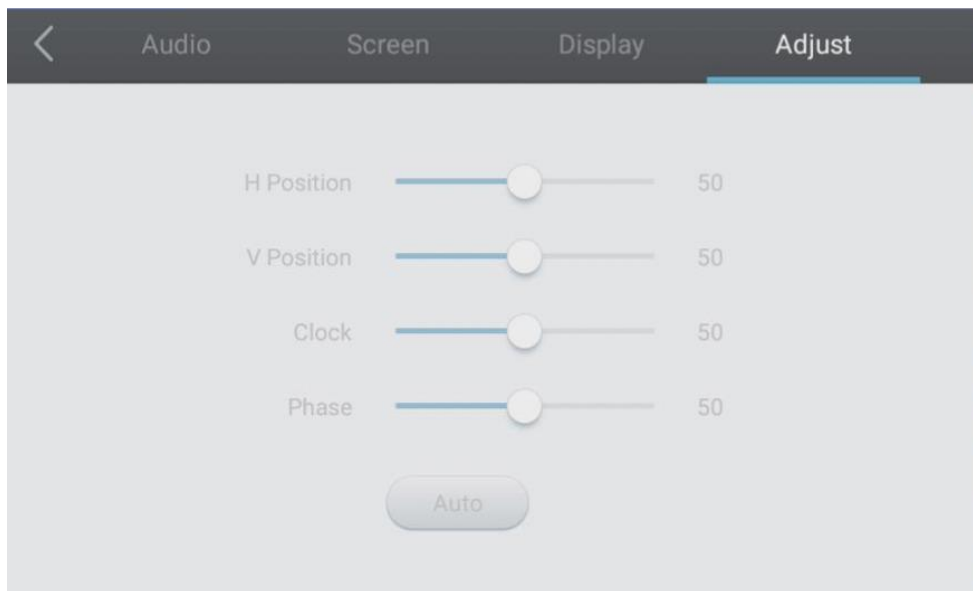 Audio Screen Display Adjust
H Position 50
V Position 50
Clock 50
Phase 50
Auto